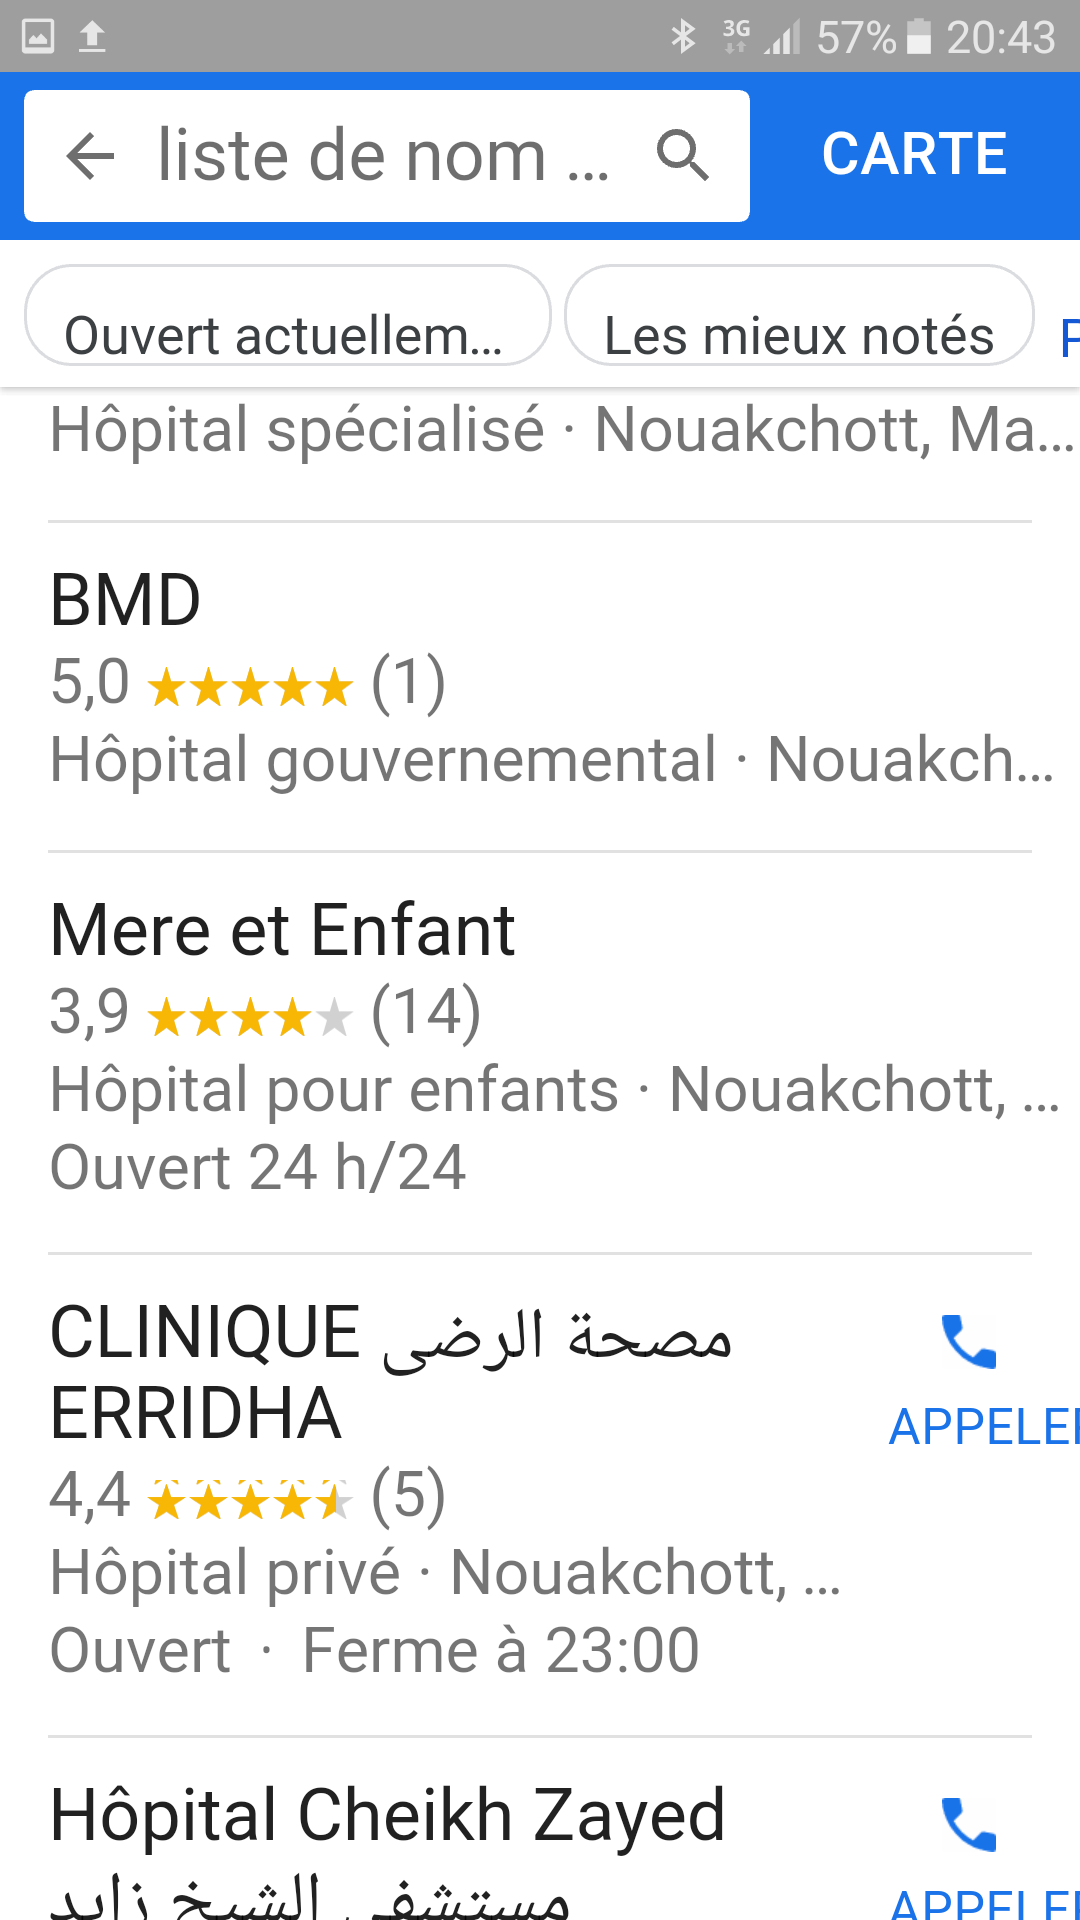 3G 57% 20:43
liste de nom ... CARTE
Ouvert actuellem... Les mieux notés
Hôpital spécialisé · Nouakchott, Ma...
BMD
5,0 ★★★★★ (1)
Hôpital gouvernemental · Nouakch...
Mere et Enfant
3,9 ★★★★★ (14)
Hôpital pour enfants · Nouakchott, ...
Ouvert 24 h/24
CLINIQUE مصحة الرضى
ERRIDHA
APPELER
4,4 ★★★★★ (5)
Hôpital privé · Nouakchott, ...
Ouvert · Ferme à 23:00
Hôpital Cheikh Zayed
مستشفى الشيخ زايد
APPELER